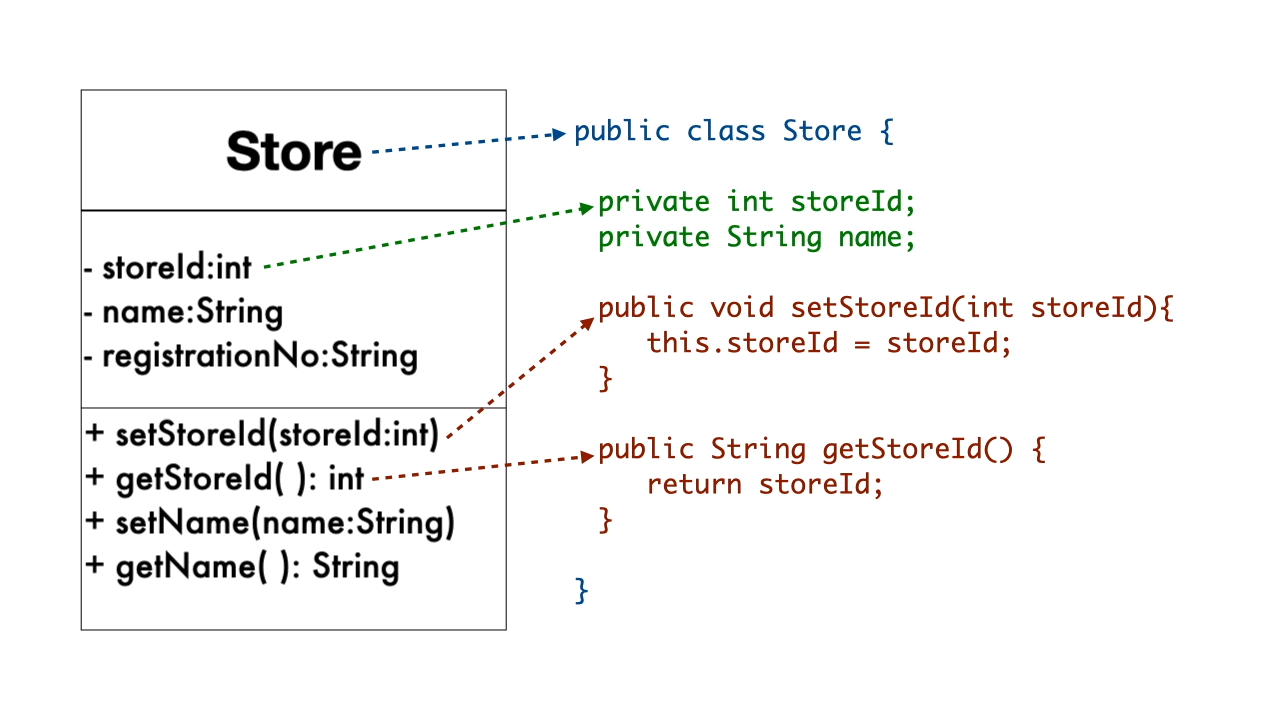 Store
- storeId:int
- name:String
- registrationNo:String
+ setStoreId(storeId:int)
+ getStoreId( ): int
+ setName(name:String)
+ getName( ): String
public class Store {
private int storeId;
private String name;
public void setStoreId(int storeId){
this.storeId = storeId;
}
public String getStoreId() {
return storeId;
}
}